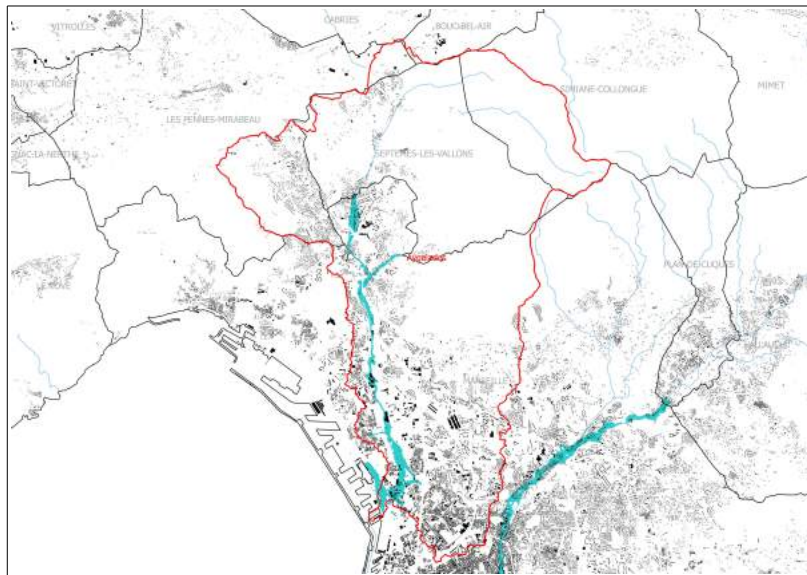 CABRIES
VITROLLES
BOUC-BEL-AIR
SAINT-VICTORET
SIMIANE-COLLONGUE
MIMET
LES PENNES-MIRABEAU
SEPTEMES-LES-VALLONS
Aygalades
PLAN-DE-CUQUES
MARSEILLE